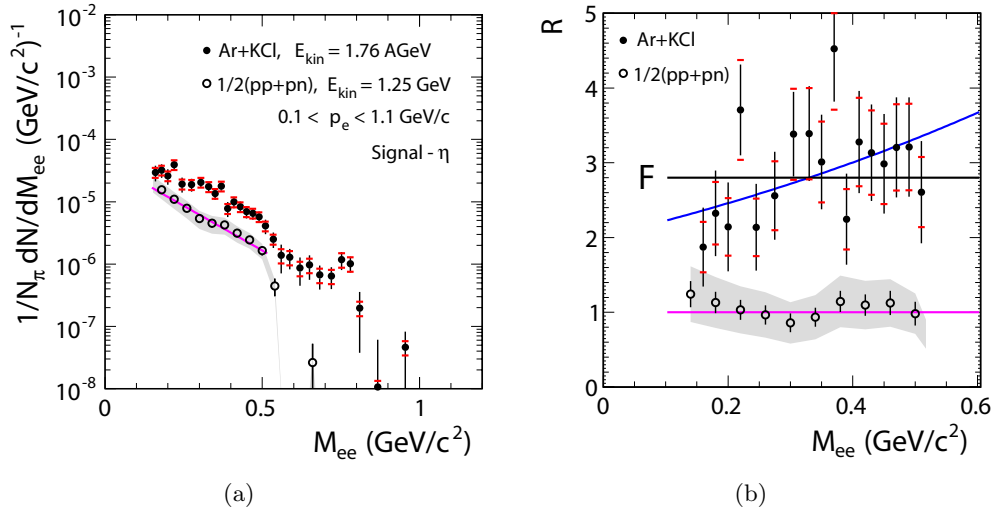 10⁻²
10⁻³
10⁻⁴
10⁻⁵
10⁻⁶
10⁻⁷
10⁻⁸
1/N_π dN/dM_ee (GeV/c²)⁻¹
Ar+KCl, E_kin = 1.76 AGeV
1/2(pp+pn), E_kin = 1.25 GeV
0.1 < p_e < 1.1 GeV/c
Signal - η
0 0.5 1
M_ee (GeV/c²)
(a)
R
5
4
3
2
1
0
Ar+KCl
1/2(pp+pn)
F
0 0.2 0.4 0.6
M_ee (GeV/c²)
(b)